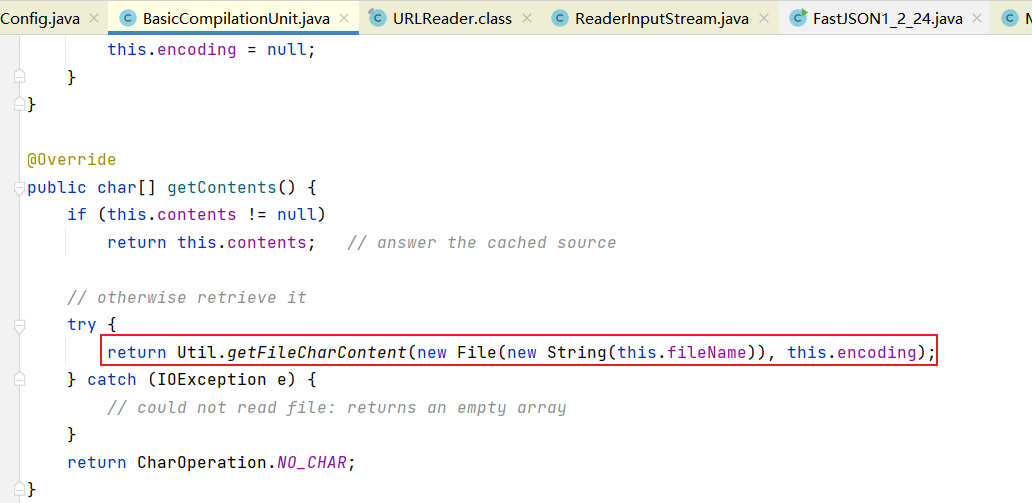 Config.java BasicCompilationUnit.java URLReader.class ReaderInputStream.java FastJSON1_2_24.java
this.encoding = null;
}
}
@Override
public char[] getContents() {
if (this.contents != null)
return this.contents;   // answer the cached source
// otherwise retrieve it
try {
return Util.getFileCharContent(new File(new String(this.fileName)), this.encoding);
} catch (IOException e) {
// could not read file: returns an empty array
}
return CharOperation.NO_CHAR;
}